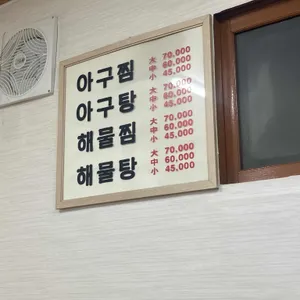 아구찜 大 70,000
中 60,000
小 45,000
아구탕 大 70,000
中 60,000
小 45,000
해물찜 大 70,000
中 60,000
小 45,000
해물탕 大 70,000
中 60,000
小 45,000